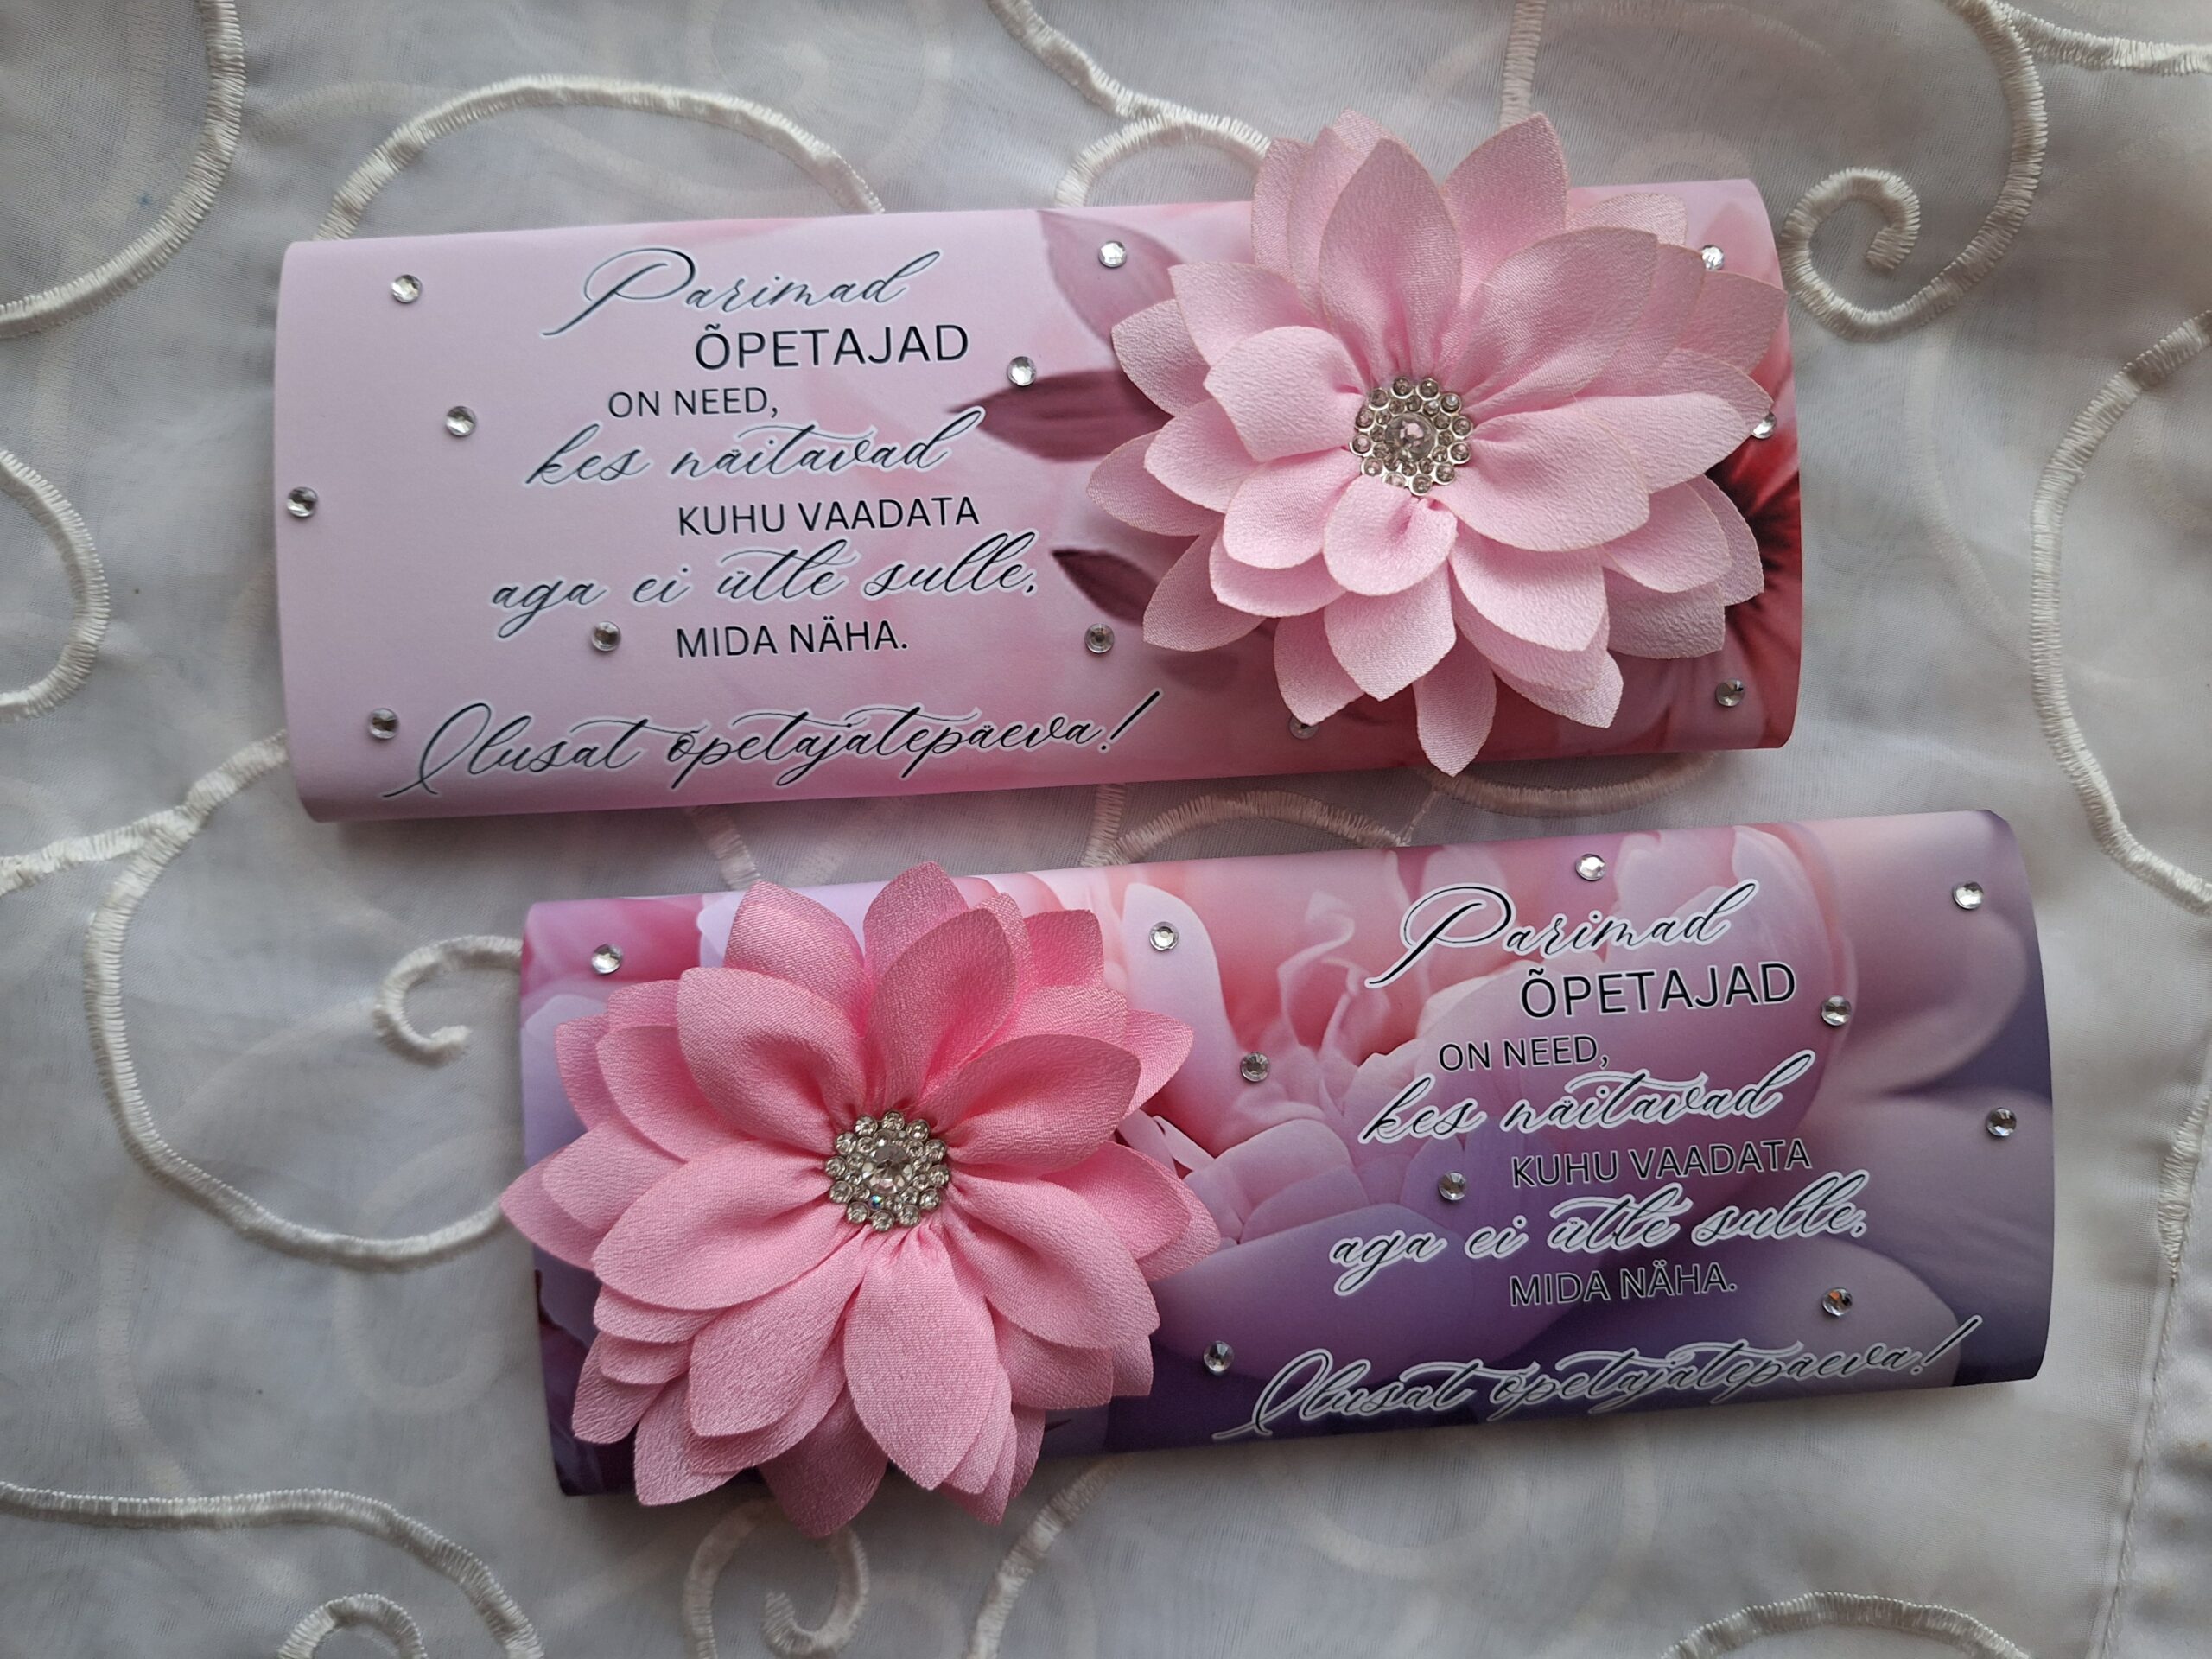 Parimad
ÕPETAJAD
ON NEED,
kes näitavad
KUHU VAADATA
aga ei ütle sulle,
MIDA NÄHA.
Ilusat õpetajatepäeva!
Parimad
ÕPETAJAD
ON NEED,
kes näitavad
KUHU VAADATA
aga ei ütle sulle,
MIDA NÄHA.
Ilusat õpetajatepäeva!